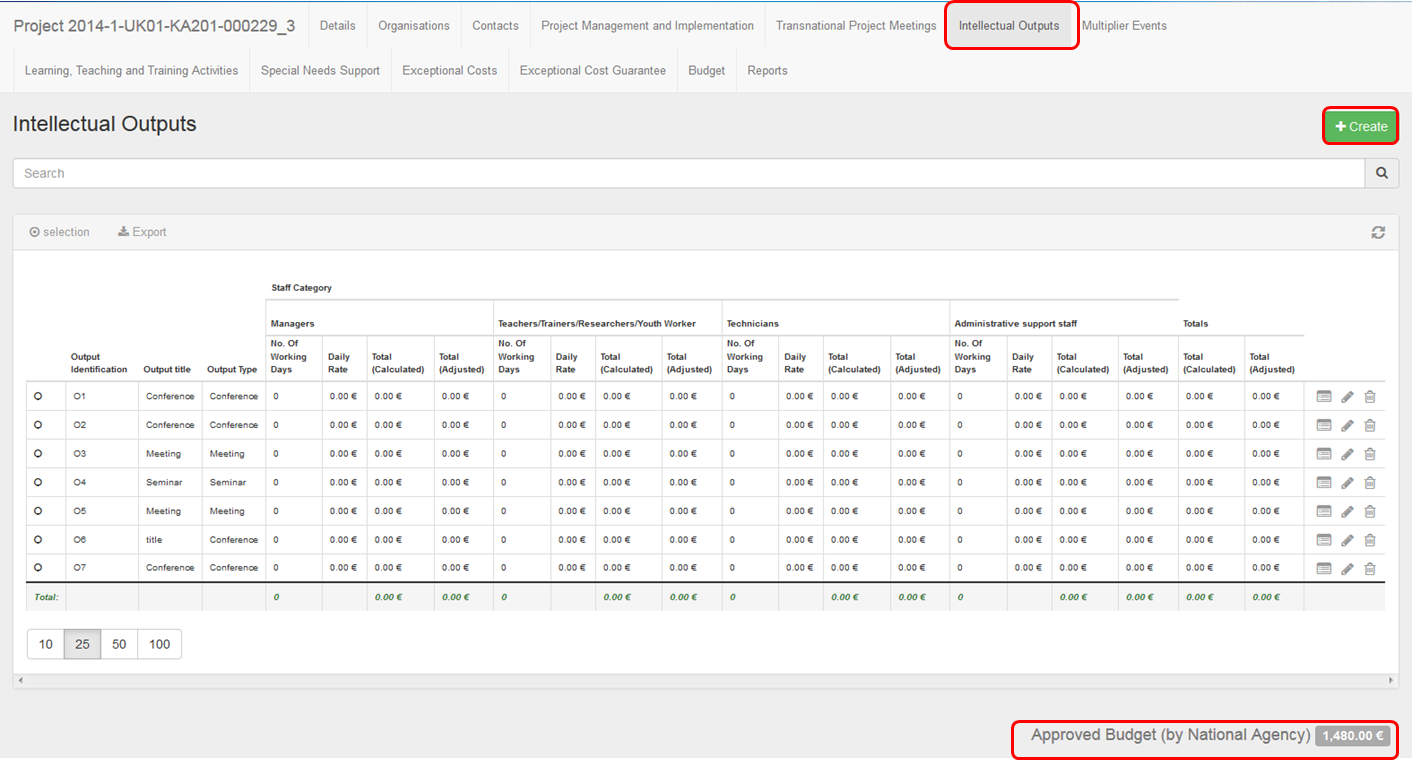 Project 2014-1-UK01-KA201-000229_3 Details Organisations Contacts Project Management and Implementation Transnational Project Meetings Intellectual Outputs Multiplier Events
Learning, Teaching and Training Activities Special Needs Support Exceptional Costs Exceptional Cost Guarantee Budget Reports
Intellectual Outputs
+ Create
Search
selection Export
Staff Category
Managers Teachers/Trainers/Researchers/Youth Worker Technicians Administrative support staff Totals
Output Identification Output title Output Type No. Of Working Days Daily Rate Total (Calculated) Total (Adjusted) No. Of Working Days Daily Rate Total (Calculated) Total (Adjusted) No. Of Working Days Daily Rate Total (Calculated) Total (Adjusted) No. Of Working Days Daily Rate Total (Calculated) Total (Adjusted) Total (Calculated) Total (Adjusted)
O1 Conference Conference 0 0.00 € 0.00 € 0.00 € 0 0.00 € 0.00 € 0.00 € 0 0.00 € 0.00 € 0.00 € 0 0.00 € 0.00 € 0.00 € 0.00 € 0.00 €
O2 Conference Conference 0 0.00 € 0.00 € 0.00 € 0 0.00 € 0.00 € 0.00 € 0 0.00 € 0.00 € 0.00 € 0 0.00 € 0.00 € 0.00 € 0.00 € 0.00 €
O3 Meeting Meeting 0 0.00 € 0.00 € 0.00 € 0 0.00 € 0.00 € 0.00 € 0 0.00 € 0.00 € 0.00 € 0 0.00 € 0.00 € 0.00 € 0.00 € 0.00 €
O4 Seminar Seminar 0 0.00 € 0.00 € 0.00 € 0 0.00 € 0.00 € 0.00 € 0 0.00 € 0.00 € 0.00 € 0 0.00 € 0.00 € 0.00 € 0.00 € 0.00 €
O5 Meeting Meeting 0 0.00 € 0.00 € 0.00 € 0 0.00 € 0.00 € 0.00 € 0 0.00 € 0.00 € 0.00 € 0 0.00 € 0.00 € 0.00 € 0.00 € 0.00 €
O6 title Conference 0 0.00 € 0.00 € 0.00 € 0 0.00 € 0.00 € 0.00 € 0 0.00 € 0.00 € 0.00 € 0 0.00 € 0.00 € 0.00 € 0.00 € 0.00 €
O7 Conference Conference 0 0.00 € 0.00 € 0.00 € 0 0.00 € 0.00 € 0.00 € 0 0.00 € 0.00 € 0.00 € 0 0.00 € 0.00 € 0.00 € 0.00 € 0.00 €
Total: 0 0.00 € 0.00 € 0 0.00 € 0.00 € 0 0.00 € 0.00 € 0 0.00 € 0.00 € 0.00 € 0.00 €
10 25 50 100
Approved Budget (by National Agency) 1,480.00 €